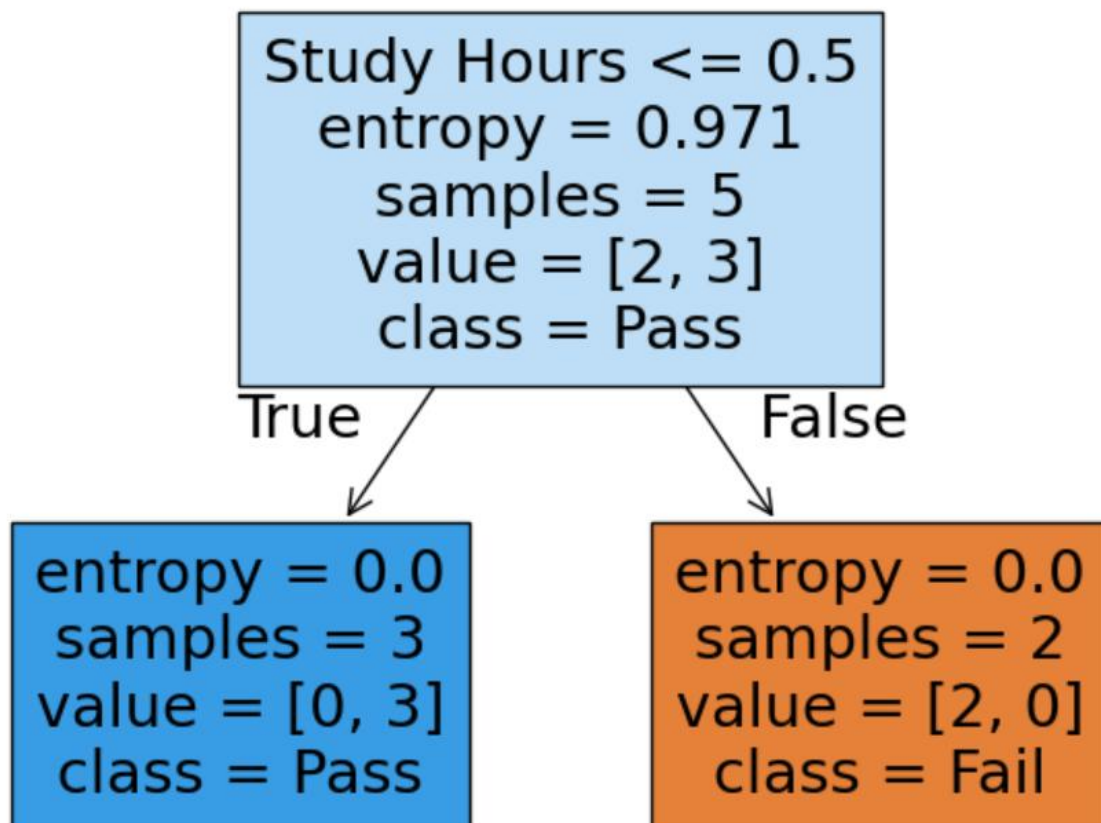 Study Hours <= 0.5
entropy = 0.971
samples = 5
value = [2, 3]
class = Pass
True
False
entropy = 0.0
samples = 3
value = [0, 3]
class = Pass
entropy = 0.0
samples = 2
value = [2, 0]
class = Fail